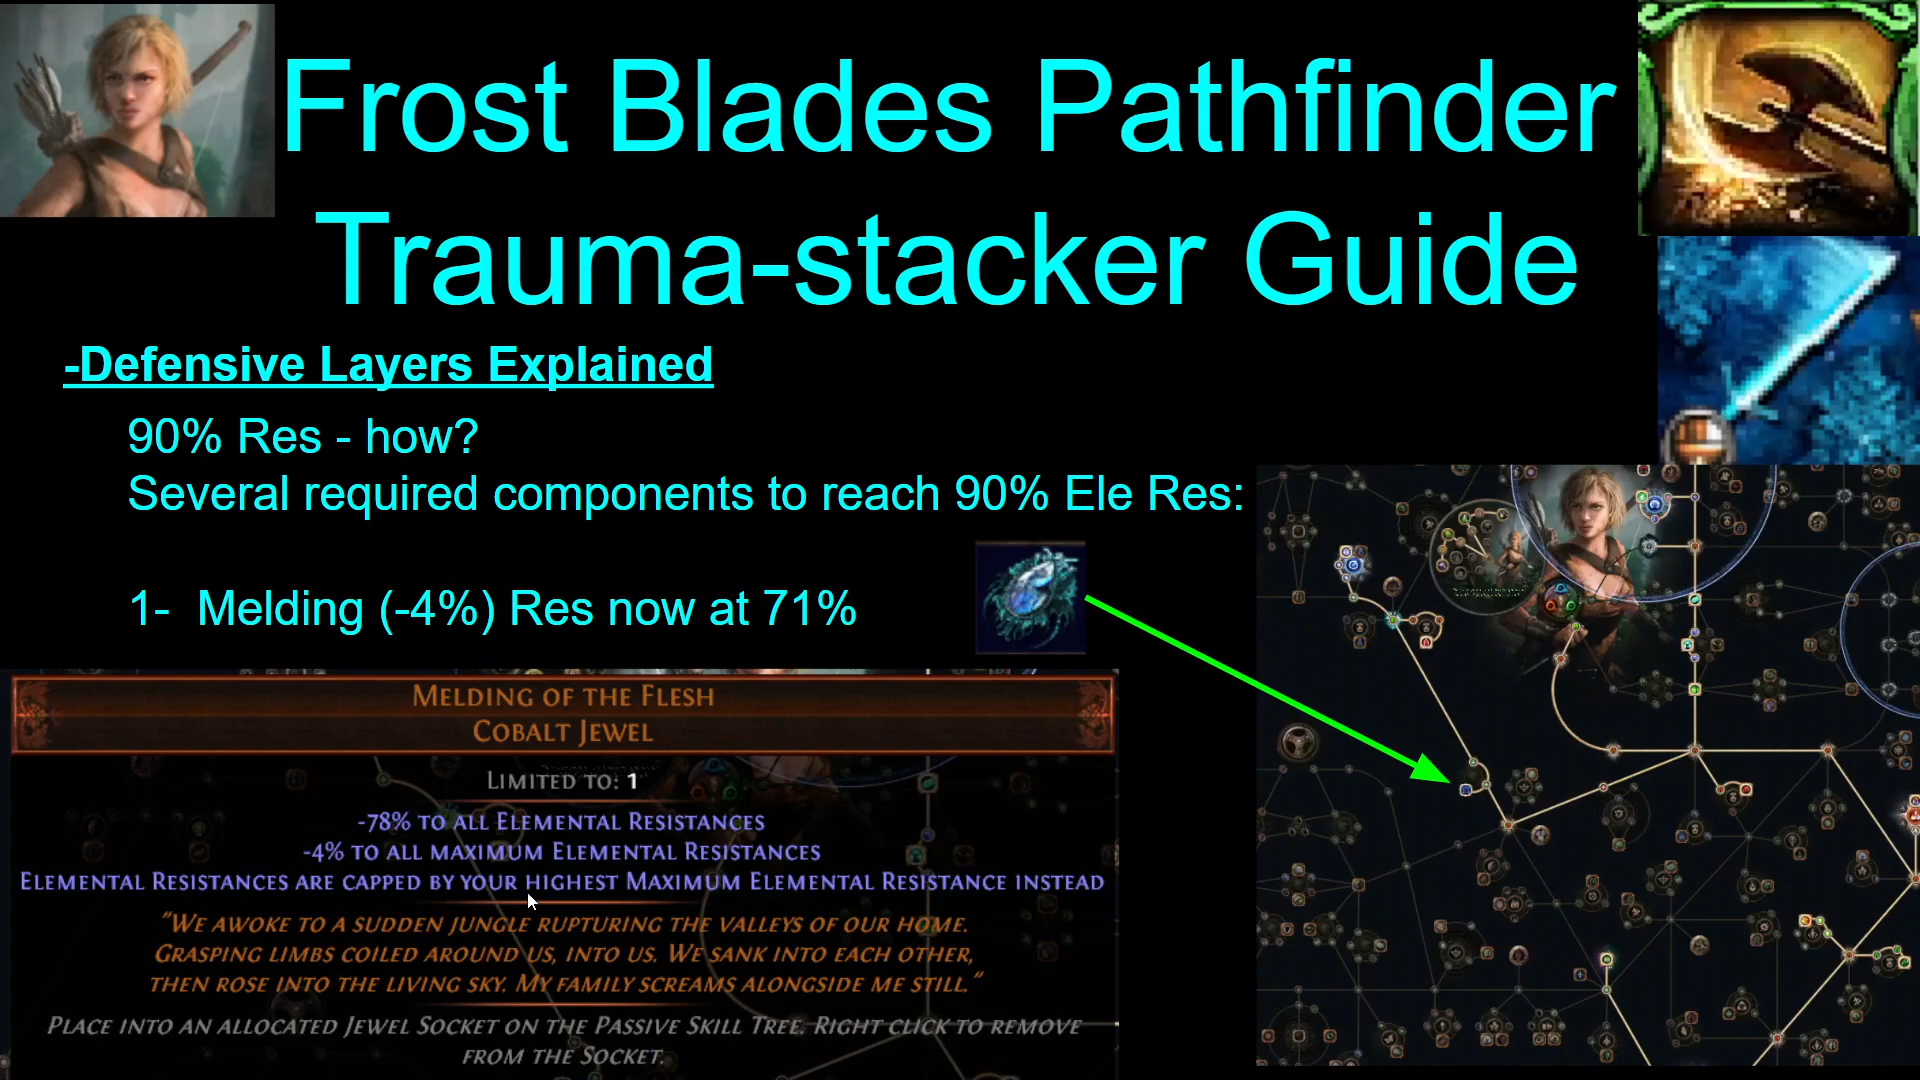 Frost Blades Pathfinder
Trauma-stacker Guide
-Defensive Layers Explained
90% Res - how?
Several required components to reach 90% Ele Res:
1- Melding (-4%) Res now at 71%
MELDING OF THE FLESH
COBALT JEWEL
LIMITED TO: 1
-78% TO ALL ELEMENTAL RESISTANCES
-4% TO ALL MAXIMUM ELEMENTAL RESISTANCES
ELEMENTAL RESISTANCES ARE CAPPED BY YOUR HIGHEST MAXIMUM ELEMENTAL RESISTANCE INSTEAD
"WE AWOKE TO A SUDDEN JUNGLE RUPTURING THE VALLEYS OF OUR HOME.
GRASPING LIMBS COILED AROUND US, INTO US. WE SANK INTO EACH OTHER,
THEN ROSE INTO THE LIVING SKY. MY FAMILY SCREAMS ALONGSIDE ME STILL."
PLACE INTO AN ALLOCATED JEWEL SOCKET ON THE PASSIVE SKILL TREE. RIGHT CLICK TO REMOVE
FROM THE SOCKET.